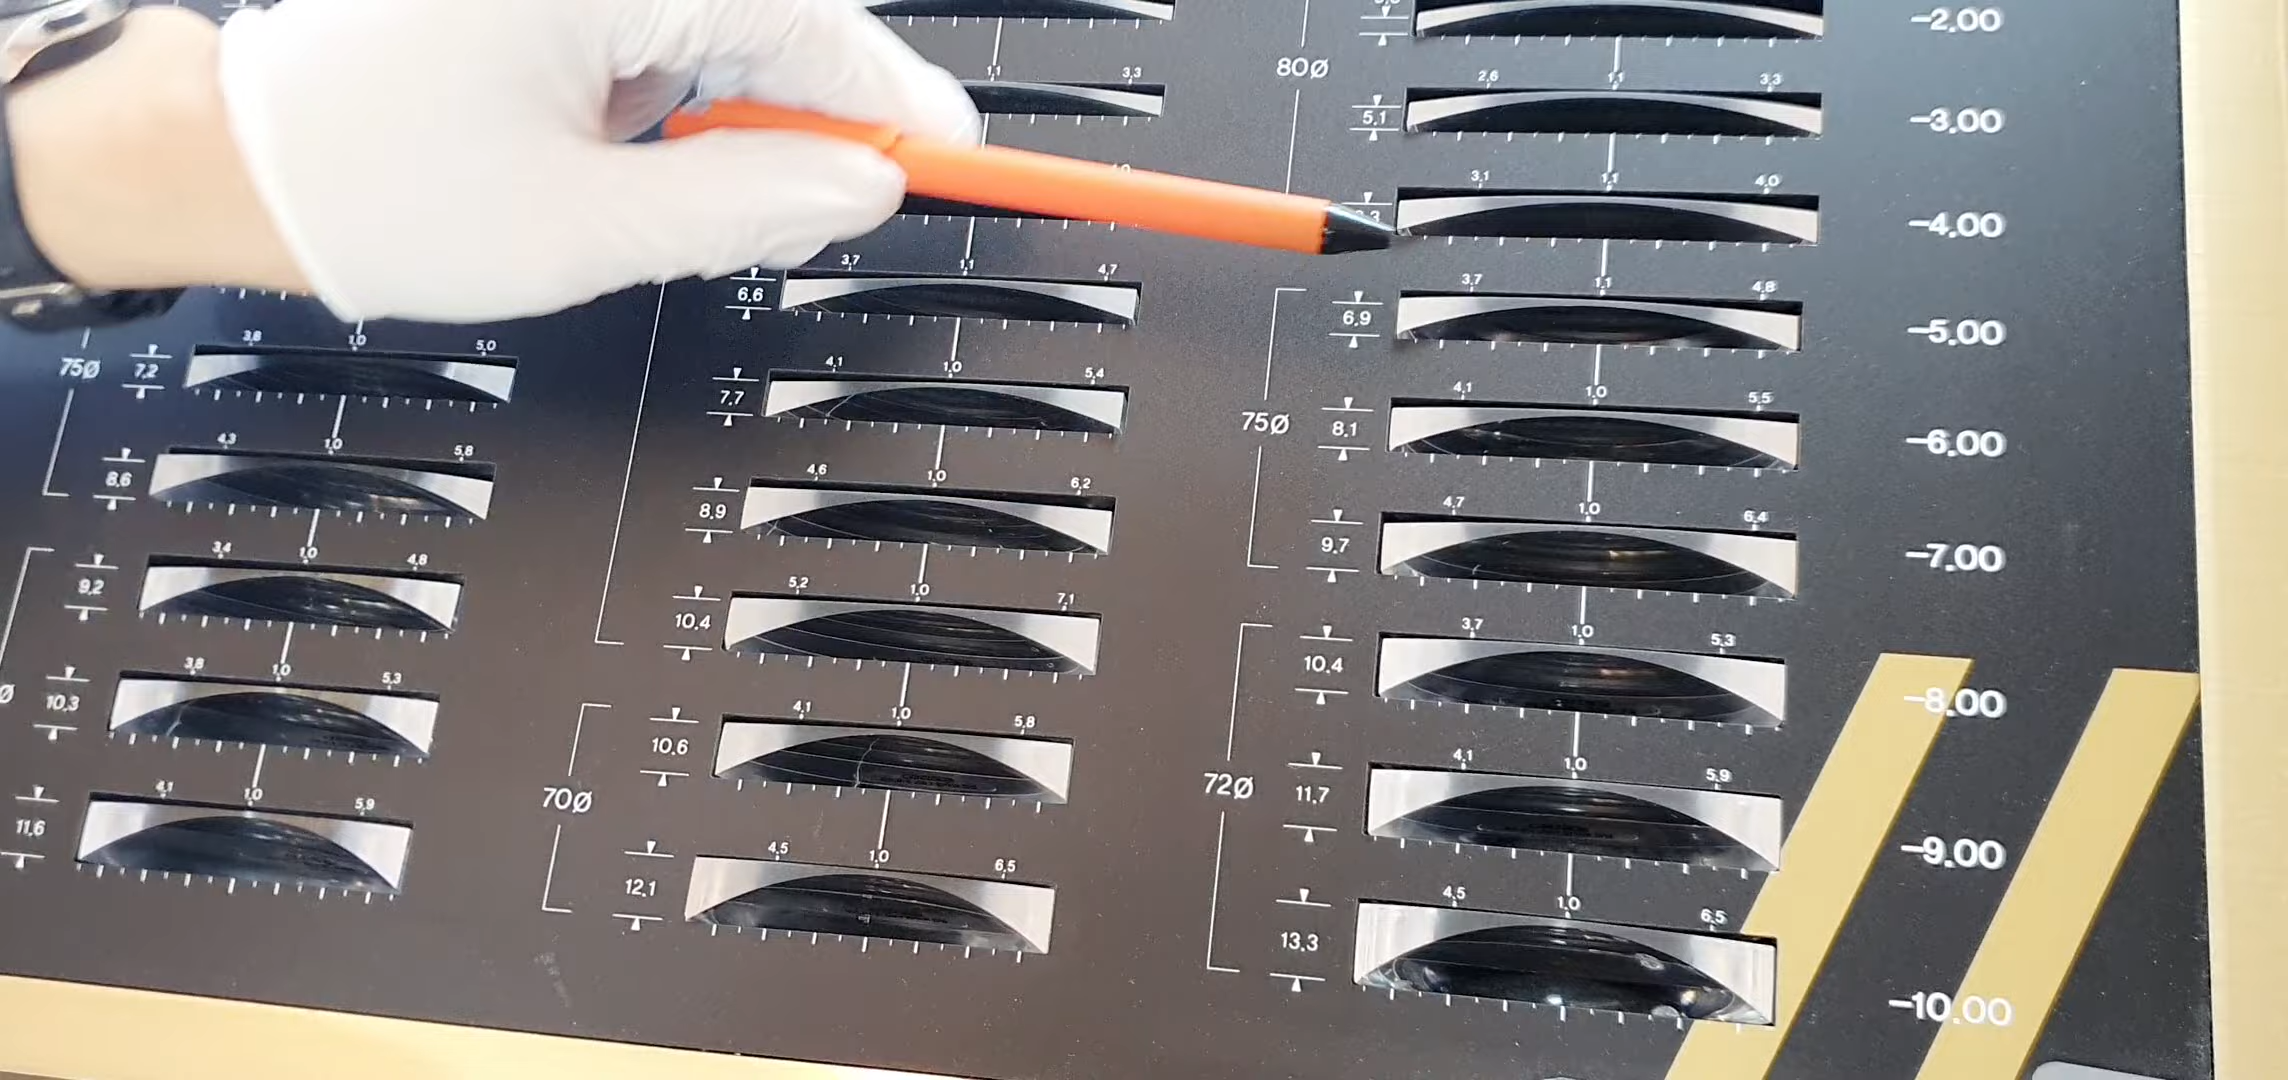 -2.00
80Ø
1.1 3.3
2.6 1.1 3.3
5.1
-3.00
3.1 1.1 4.0
-4.00
3.7 1.1 4.7
6.6
3.7 1.1 4.8
6.9
-5.00
75Ø
3.8 1.0 5.0
7.2
4.1 1.0 5.4
7.7
75Ø
4.1 1.0 5.5
8.1
-6.00
4.3 1.0 5.8
8.6
4.6 1.0 6.2
8.9
4.7 1.0 6.4
9.7
-7.00
3.4 1.0 4.8
9.2
5.2 1.0 7.1
10.4
3.7 1.0 5.3
10.4
-8.00
3.8 1.0 5.3
10.3
70Ø
4.1 1.0 5.8
10.6
72Ø
4.1 1.0 5.9
11.7
-9.00
4.1 1.0 5.9
11.6
4.5 1.0 6.5
12.1
4.5 1.0 6.5
13.3
-10.00